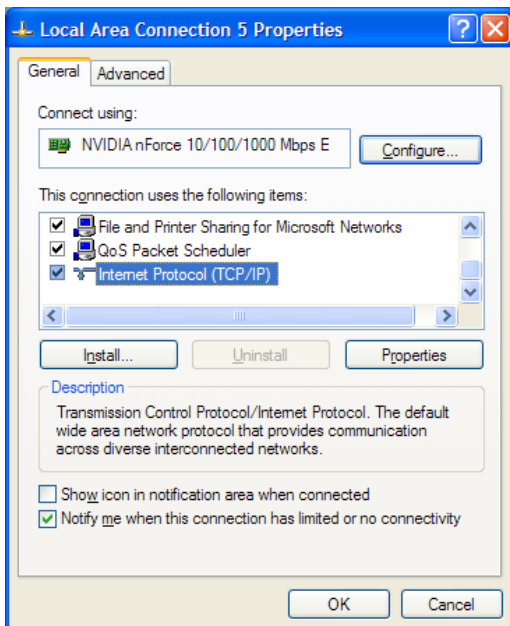 Local Area Connection 5 Properties
General
Advanced
Connect using:
NVIDIA nForce 10/100/1000 Mbps E
Configure...
This connection uses the following items:
File and Printer Sharing for Microsoft Networks
QoS Packet Scheduler
Internet Protocol (TCP/IP)
Install...
Uninstall
Properties
Description
Transmission Control Protocol/Internet Protocol. The default
wide area network protocol that provides communication
across diverse interconnected networks.
Show icon in notification area when connected
Notify me when this connection has limited or no connectivity
OK
Cancel